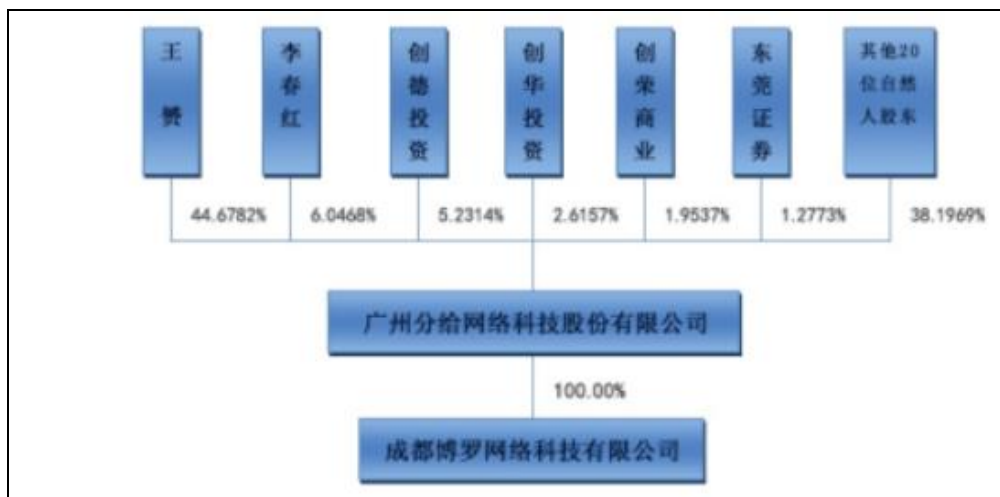 王赟
李春红
创德投资
创华投资
创荣商业
东莞证券
其他20
位自然
人股东
44.6782%
6.0468%
5.2314%
2.6157%
1.9537%
1.2773%
38.1969%
广州分给网络科技股份有限公司
100.00%
成都博罗网络科技有限公司